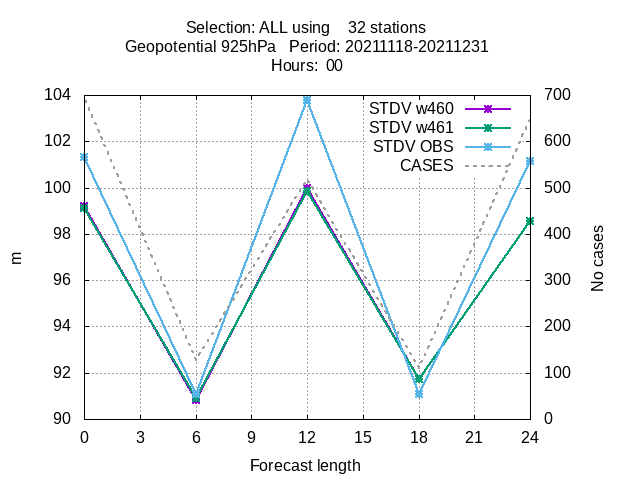 Selection: ALL using 32 stations
Geopotential 925hPa Period: 20211118-20211231
Hours: 00
104 700
STDV w460
STDV w461
102 600
STDV OBS
CASES
100 500
98 400
m
No cases
96 300
94 200
92 100
90 0
0 3 6 9 12 15 18 21 24
Forecast length